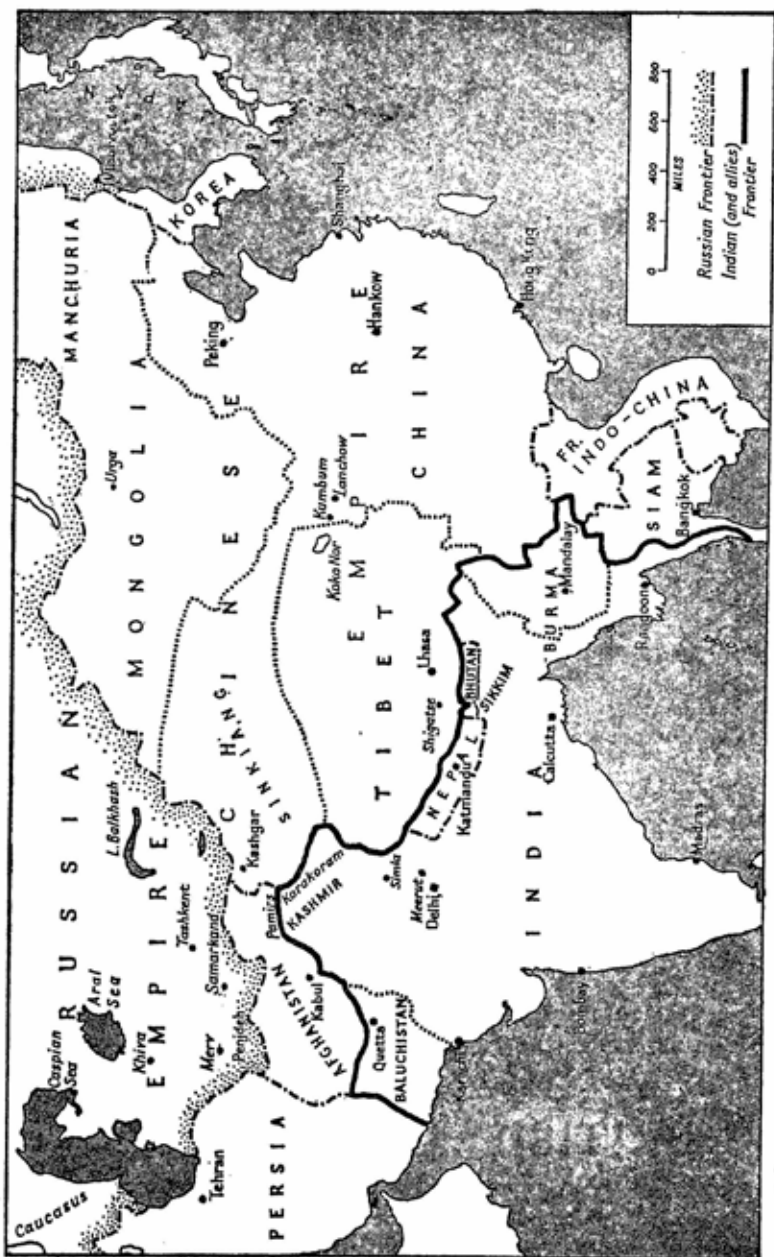 Caucasus
Caspian
Sea
Aral
Sea
RUSSIAN
EMPIRE
L. Balkhash
Khiva
Tashkent
Merv
Samarkand
Penjdeh
Tehran
PERSIA
MANCHURIA
MONGOLIA
Urga
KOREA
Peking
CHINESE
EMPIRE
SINKIANG
Kashgar
Pamirs
Karakoram
KASHMIR
AFGHANISTAN
Kabul
Quetta
BALUCHISTAN
Karachi
Kumbum
Lanchow
Koko Nor
Hankow
Shanghai
CHINA
Hong Kong
TIBET
Lhasa
Shigatse
BHUTAN
SIKKIM
NEPAL
Katmandu
Simla
Meerut
Delhi
INDIA
Calcutta
Bombay
Madras
BURMA
Mandalay
Rangoon
SIAM
Bangkok
FR.
INDO-CHINA
0 200 400 600 800
MILES
Russian Frontier
Indian (and allies)
Frontier